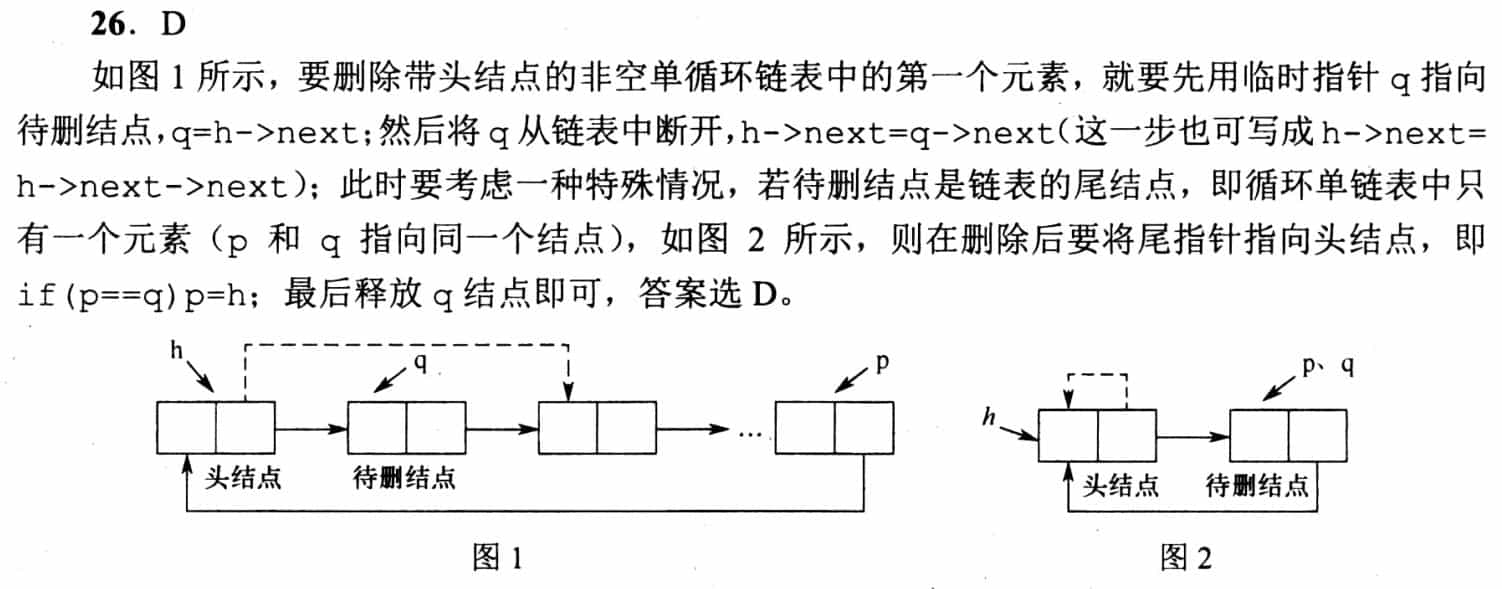 26. D
如图 1 所示，要删除带头结点的非空单循环链表中的第一个元素，就要先用临时指针 q 指向
待删结点，q=h->next；然后将 q 从链表中断开，h->next=q->next（这一步也可写成 h->next=
h->next->next）；此时要考虑一种特殊情况，若待删结点是链表的尾结点，即循环单链表中只
有一个元素（p 和 q 指向同一个结点），如图 2 所示，则在删除后要将尾指针指向头结点，即
if(p==q)p=h；最后释放 q 结点即可，答案选 D。
h
q
p
头结点
待删结点
...
图 1
p、q
h
头结点
待删结点
图 2